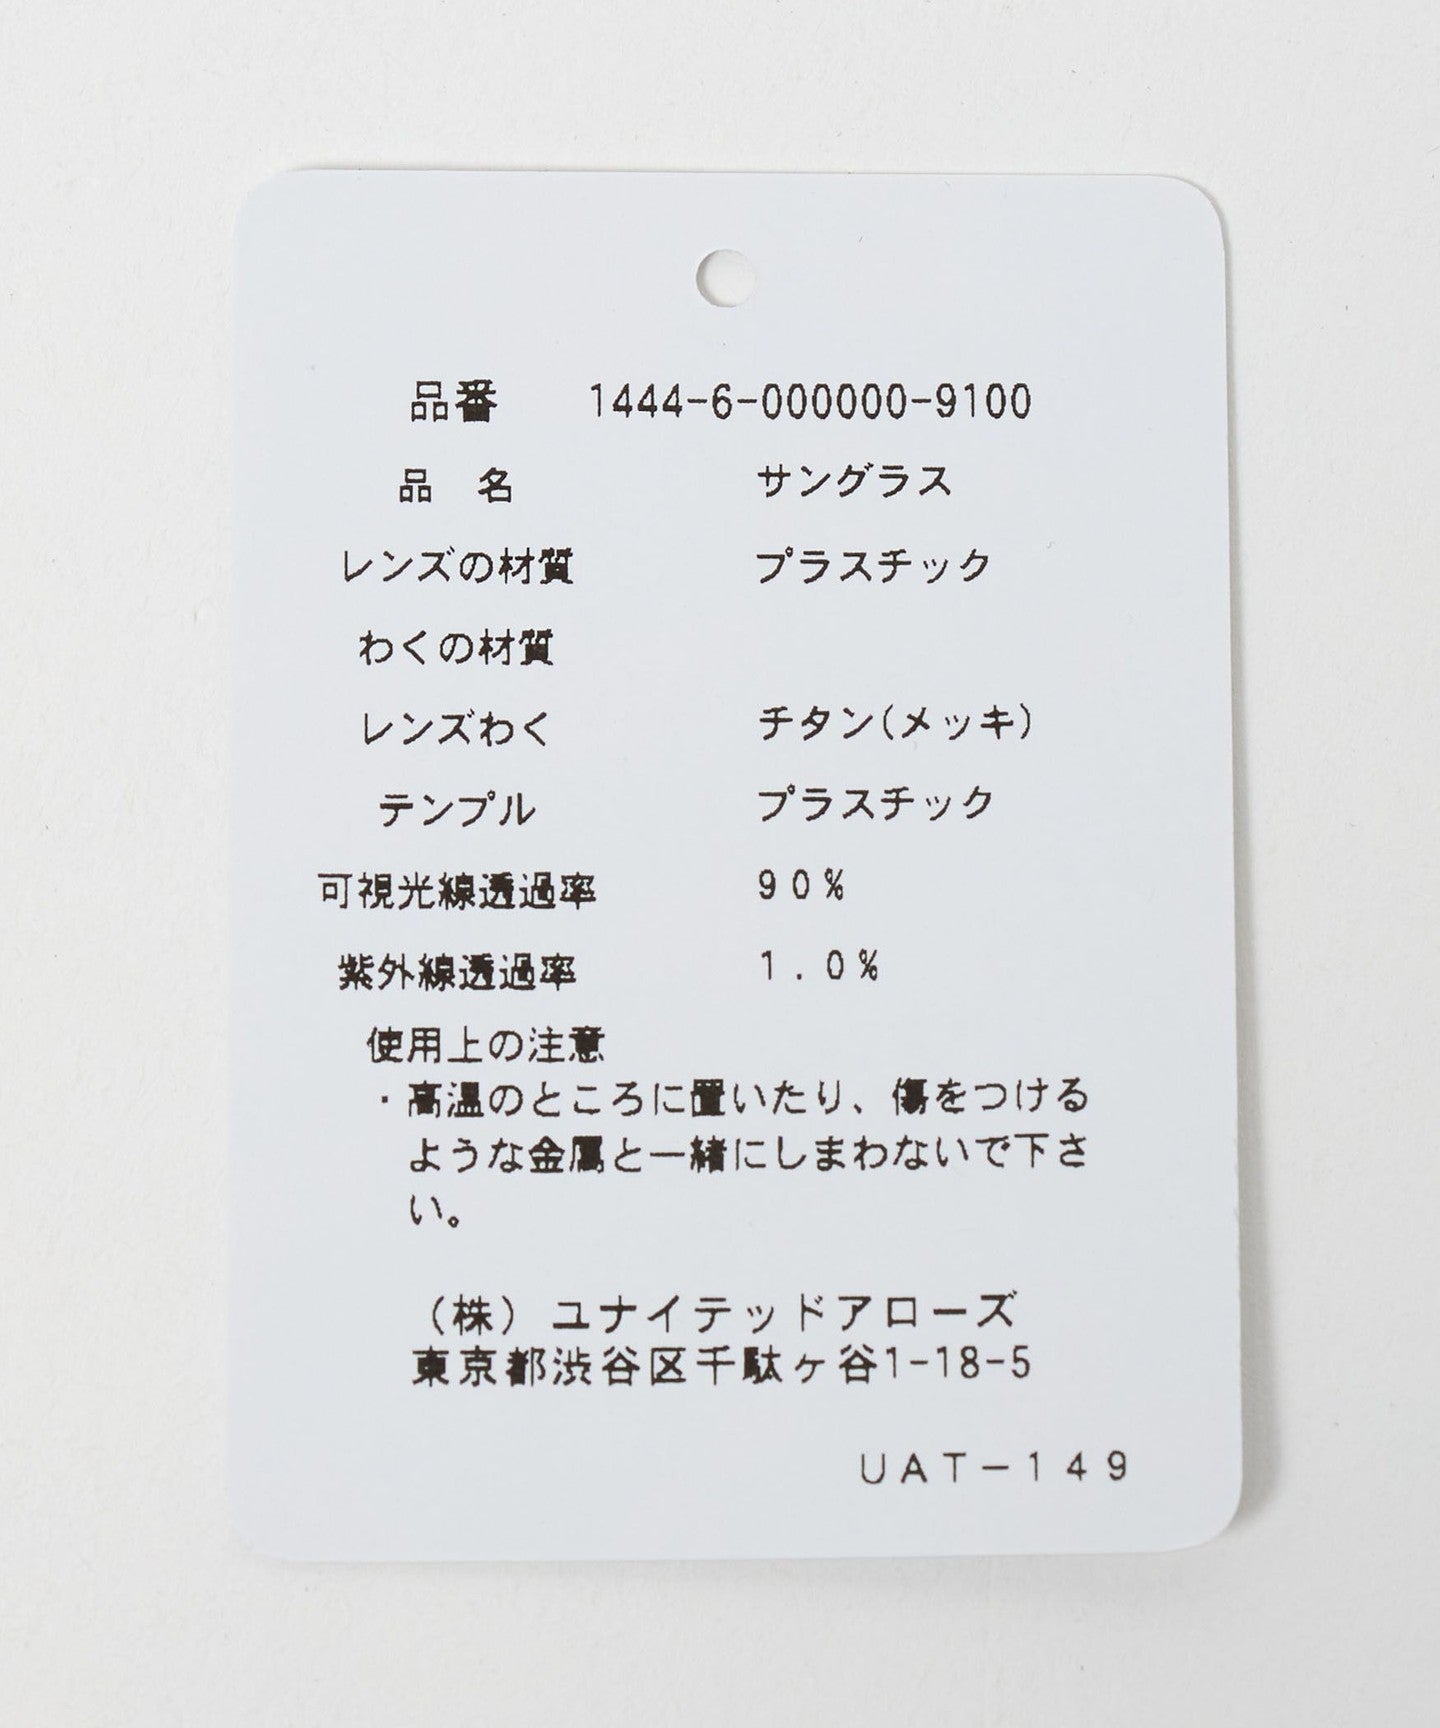 品番 1444-6-000000-9100
品 名 サングラス
レンズの材質 プラスチック
わくの材質
レンズわく チタン(メッキ)
テンプル プラスチック
可視光線透過率 90%
紫外線透過率 1.0%
使用上の注意
・高温のところに置いたり、傷をつける
ような金属と一緒にしまわないで下さ
い。
(株) ユナイテッドアローズ
東京都渋谷区千駄ヶ谷1-18-5
UAT-149